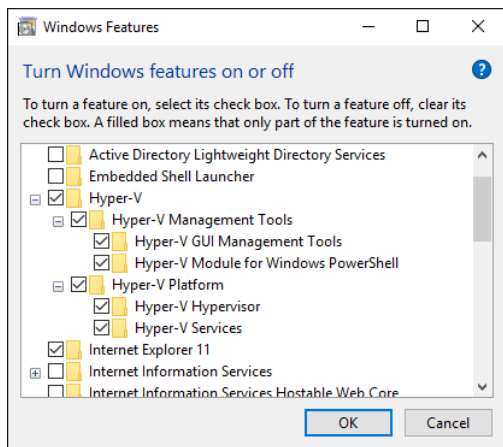 Windows Features
Turn Windows features on or off
To turn a feature on, select its check box. To turn a feature off, clear its
check box. A filled box means that only part of the feature is turned on.
Active Directory Lightweight Directory Services
Embedded Shell Launcher
Hyper-V
Hyper-V Management Tools
Hyper-V GUI Management Tools
Hyper-V Module for Windows PowerShell
Hyper-V Platform
Hyper-V Hypervisor
Hyper-V Services
Internet Explorer 11
Internet Information Services
Internet Information Services Hostable Web Core
OK
Cancel